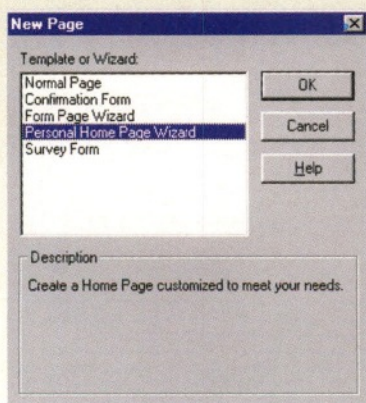 New Page
Template or Wizard:
Normal Page
Confirmation Form
Form Page Wizard
Personal Home Page Wizard
Survey Form
OK
Cancel
Help
Description
Create a Home Page customized to meet your needs.